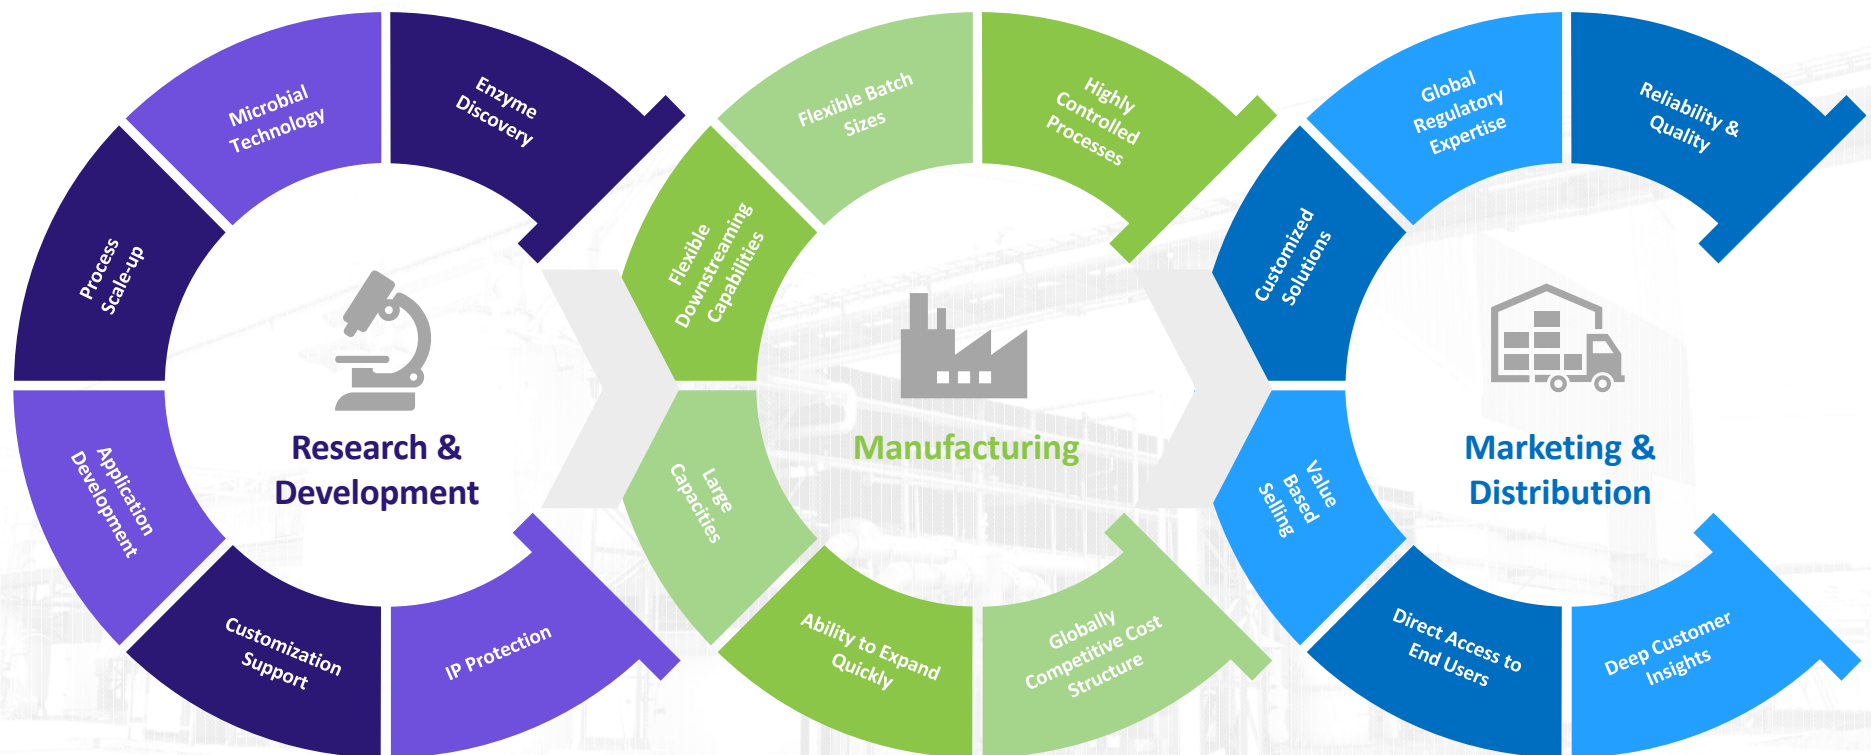 Enzyme
Discovery
Microbial
Technology
Process
Scale-up
Application
Development
Customization
Support
IP Protection
Research &
Development
Highly
Controlled
Processes
Flexible Batch
Sizes
Flexible
Downstreaming
Capabilities
Large
Capacities
Ability to Expand
Quickly
Globally
Competitive Cost
Structure
Manufacturing
Reliability &
Quality
Global
Regulatory
Expertise
Customized
Solutions
Value
Based
Selling
Direct Access to
End Users
Deep Customer
Insights
Marketing &
Distribution